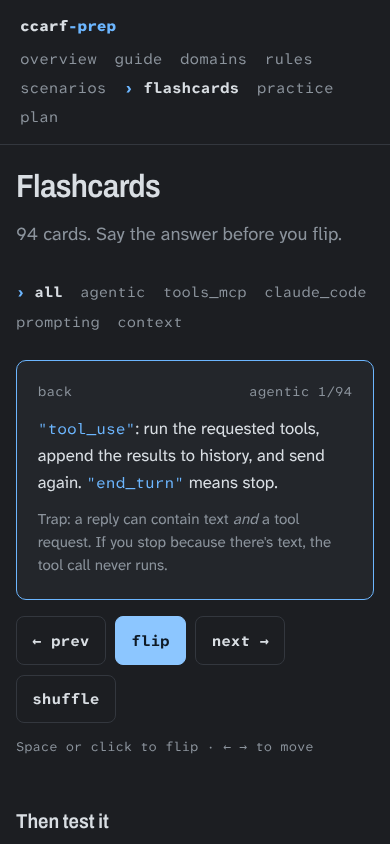 ccarf-prep
overview guide domains rules
scenarios › flashcards practice
plan
Flashcards
94 cards. Say the answer before you flip.
› all agentic tools_mcp claude_code
prompting context
back agentic 1/94
"tool_use": run the requested tools,
append the results to history, and send
again. "end_turn" means stop.
Trap: a reply can contain text and a tool
request. If you stop because there's text, the
tool call never runs.
← prev flip next →
shuffle
Space or click to flip · ← → to move
Then test it